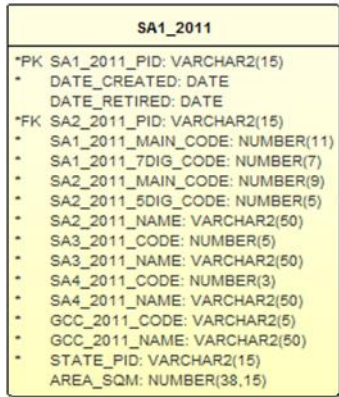 SA1_2011
*PK SA1_2011_PID: VARCHAR2(15)
* DATE_CREATED: DATE
DATE_RETIRED: DATE
*FK SA2_2011_PID: VARCHAR2(15)
* SA1_2011_MAIN_CODE: NUMBER(11)
* SA1_2011_7DIG_CODE: NUMBER(7)
* SA2_2011_MAIN_CODE: NUMBER(9)
* SA2_2011_5DIG_CODE: NUMBER(5)
* SA2_2011_NAME: VARCHAR2(50)
* SA3_2011_CODE: NUMBER(5)
* SA3_2011_NAME: VARCHAR2(50)
* SA4_2011_CODE: NUMBER(3)
* SA4_2011_NAME: VARCHAR2(50)
* GCC_2011_CODE: VARCHAR2(5)
* GCC_2011_NAME: VARCHAR2(50)
* STATE_PID: VARCHAR2(15)
AREA_SQM: NUMBER(38,15)